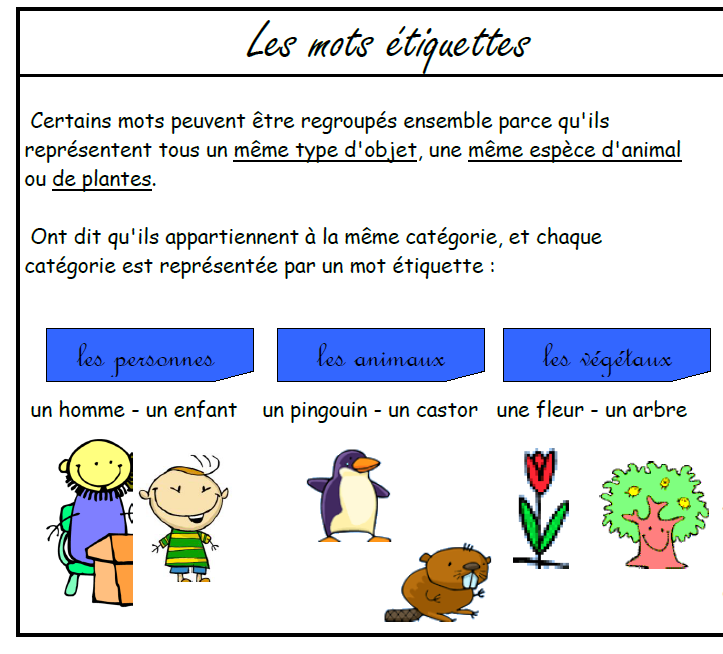 Les mots étiquettes
Certains mots peuvent être regroupés ensemble parce qu'ils
représentent tous un même type d'objet, une même espèce d'animal
ou de plantes.
Ont dit qu'ils appartiennent à la même catégorie, et chaque
catégorie est représentée par un mot étiquette :
les personnes
les animaux
les végétaux
un homme - un enfant
un pingouin - un castor
une fleur - un arbre